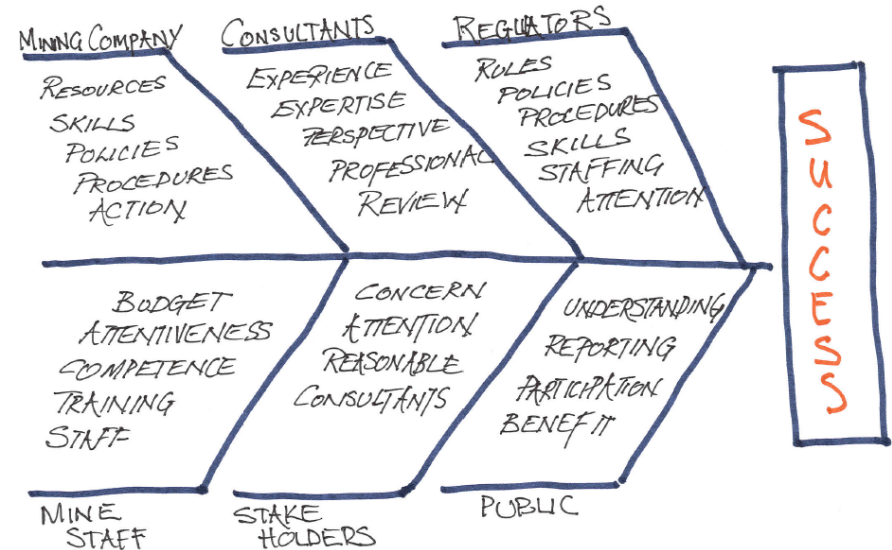 MINING COMPANY
RESOURCES
SKILLS
POLICIES
PROCEDURES
ACTION
CONSULTANTS
EXPERIENCE
EXPERTISE
PERSPECTIVE
PROFESSIONAL
REVIEW
REGULATORS
RULES
POLICIES
PROCEDURES
SKILLS
STAFFING
ATTENTION
BUDGET
ATTENTIVENESS
COMPETENCE
TRAINING
STAFF
MINE
STAFF
CONCERN
ATTENTION
REASONABLE
CONSULTANTS
STAKE
HOLDERS
UNDERSTANDING
REPORTING
PARTICIPATION
BENEFIT
PUBLIC
SUCCESS